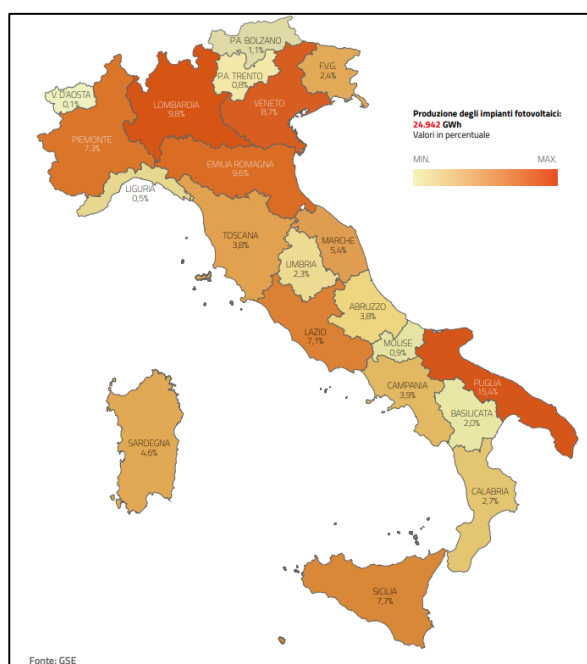 P.A. BOLZANO
1,1%
P.A. TRENTO
0,8%
F.V.G.
2,4%
V. D'AOSTA
0,1%
LOMBARDIA
9,8%
VENETO
8,7%
PIEMONTE
7,3%
EMILIA ROMAGNA
9,6%
LIGURIA
0,5%
TOSCANA
3,8%
MARCHE
5,4%
UMBRIA
2,3%
ABRUZZO
3,8%
LAZIO
7,1%
MOLISE
0,9%
CAMPANIA
3,9%
PUGLIA
15,4%
BASILICATA
2,0%
SARDEGNA
4,6%
CALABRIA
2,7%
SICILIA
7,7%
Produzione degli impianti fotovoltaici:
24.942 GWh
Valori in percentuale
MIN. MAX.
Fonte: GSE